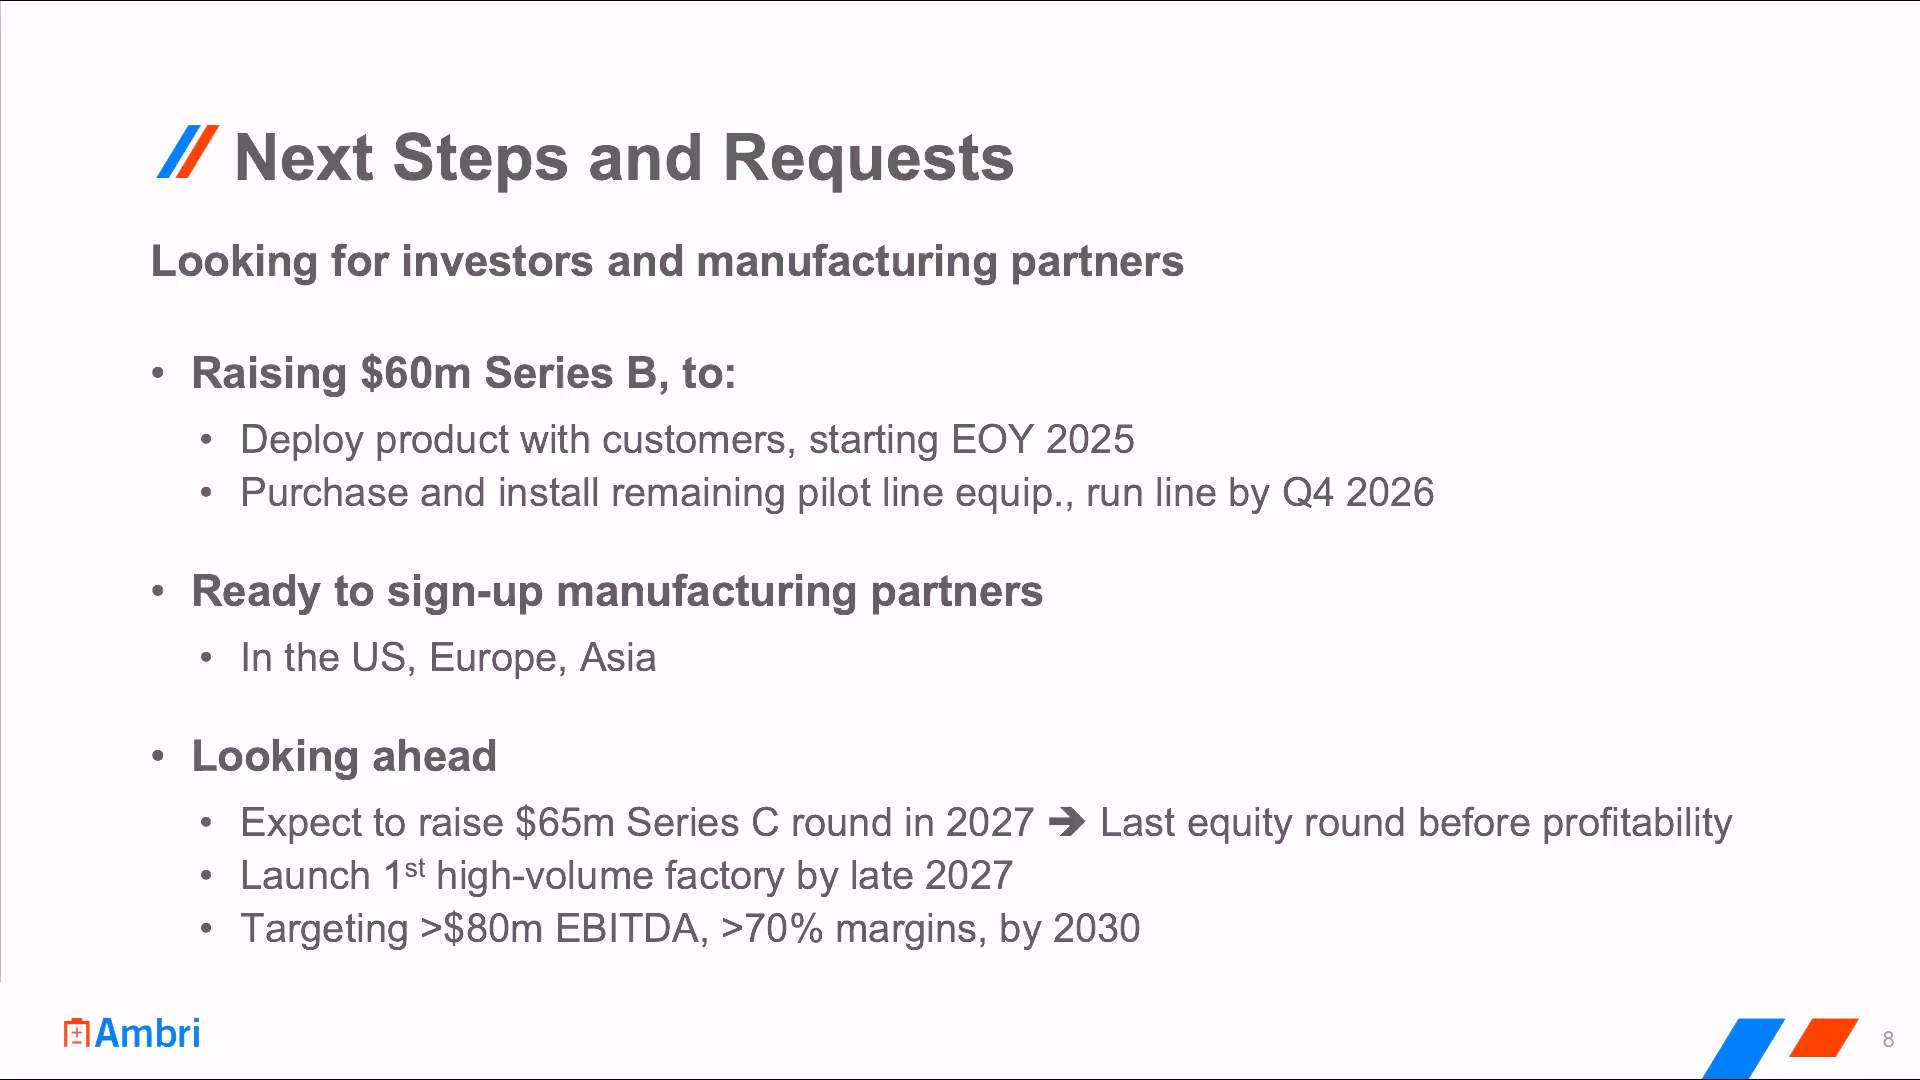 Next Steps and Requests
Looking for investors and manufacturing partners
• Raising $60m Series B, to:
• Deploy product with customers, starting EOY 2025
• Purchase and install remaining pilot line equip., run line by Q4 2026
• Ready to sign-up manufacturing partners
• In the US, Europe, Asia
• Looking ahead
• Expect to raise $65m Series C round in 2027 ➔ Last equity round before profitability
• Launch 1st high-volume factory by late 2027
• Targeting >$80m EBITDA, >70% margins, by 2030
Ambri
8